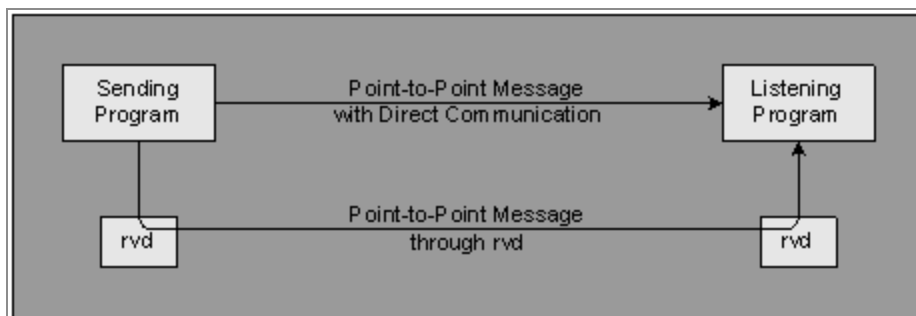 Sending
Program
Point-to-Point Message
with Direct Communication
Listening
Program
Point-to-Point Message
through rvd
rvd
rvd